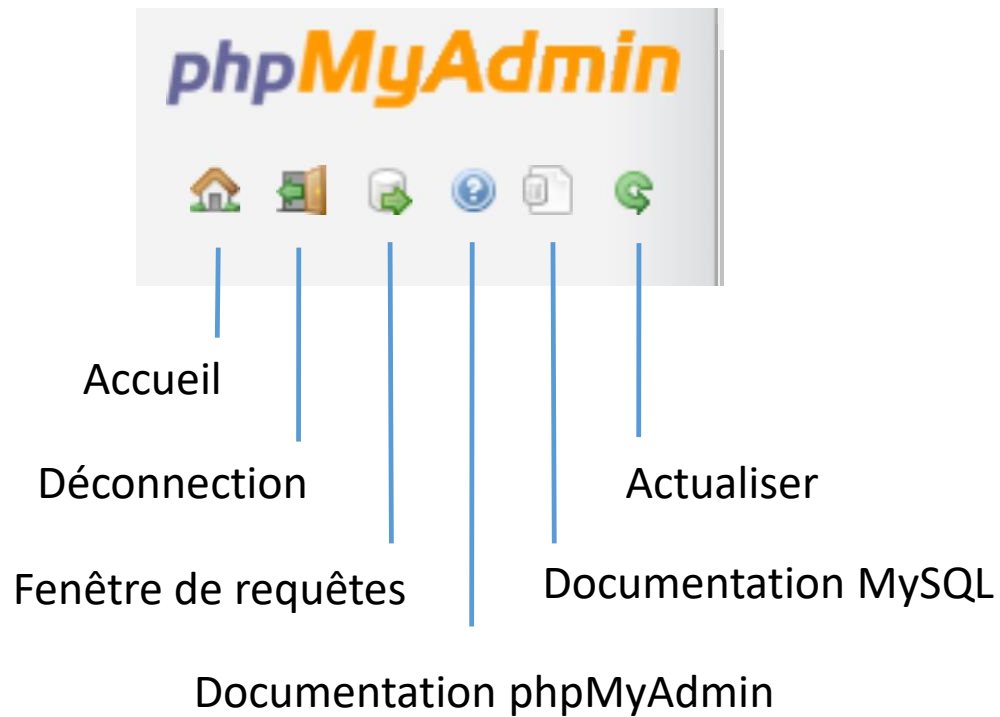 phpMyAdmin
Accueil
Déconnection
Actualiser
Fenêtre de requêtes
Documentation MySQL
Documentation phpMyAdmin